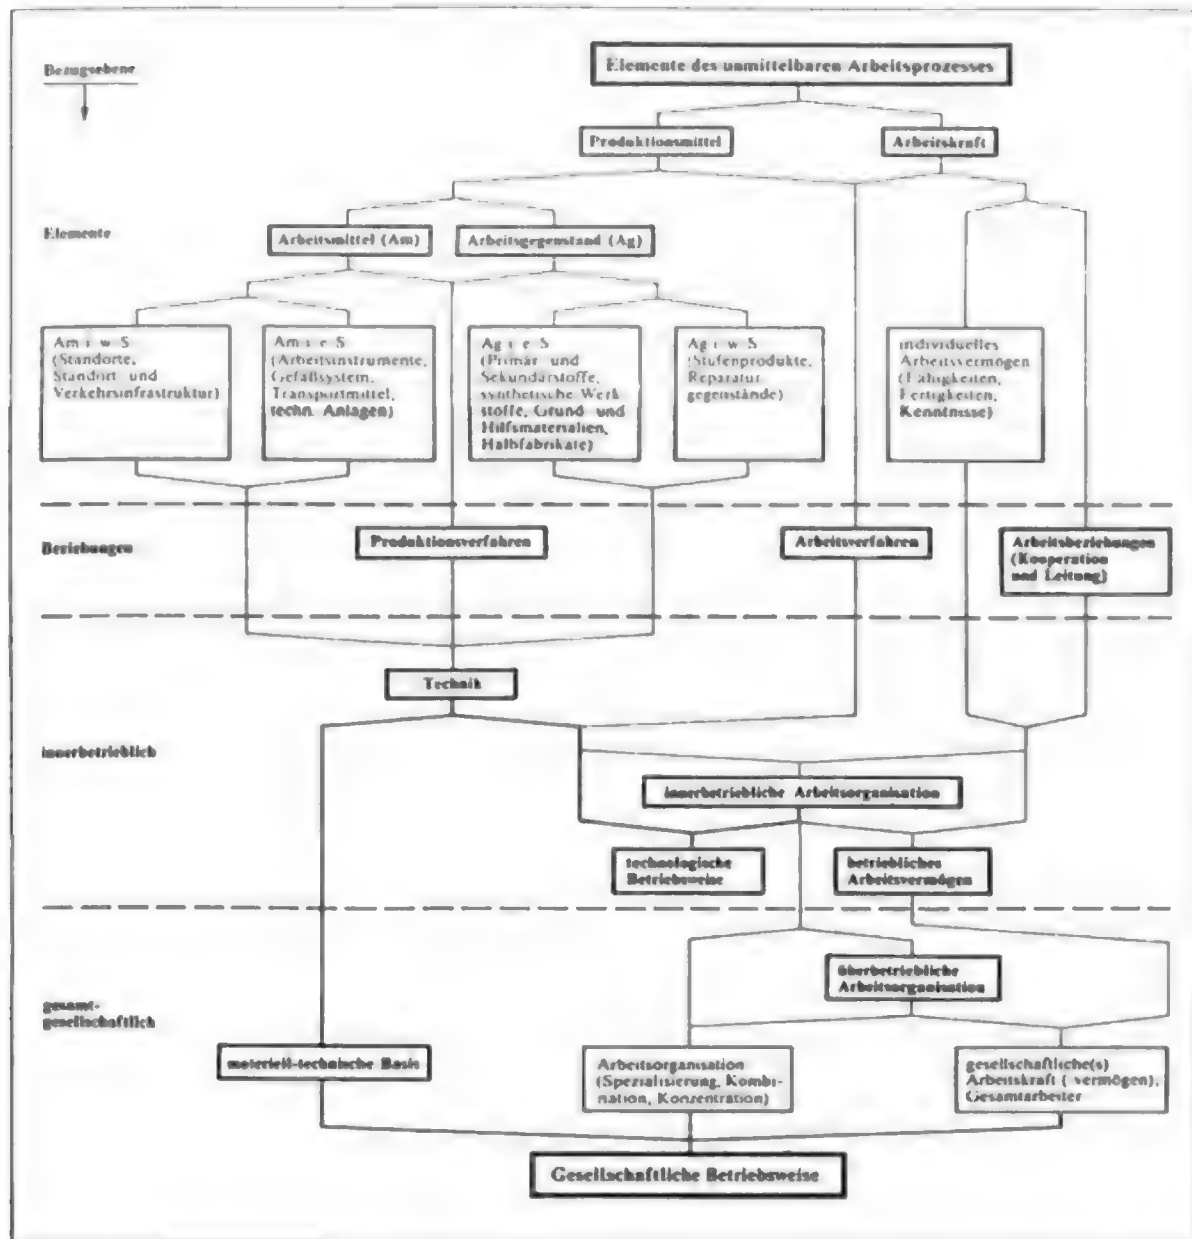 Bezugsebene
Elemente des unmittelbaren Arbeitsprozesses
Produktionsmittel
Arbeitskraft
Elemente
Arbeitsmittel (Am)
Arbeitsgegenstand (Ag)
Am i w S
(Standorte,
Standort und
Verkehrsinfrastruktur)
Am i e S
(Arbeitsinstrumente,
Gefäßsystem,
Transportmittel,
techn. Anlagen)
Ag i e S
(Primär und
Sekundärstoffe,
synthetische Werk
stoffe, Grund und
Hilfsmaterialien,
Halbfabrikate)
Ag i w S
(Stufenprodukte,
Reparatur
gegenstände)
individuelles
Arbeitsvermögen
(Fähigkeiten,
Fertigkeiten,
Kenntnisse)
Beziehungen
Produktionsverfahren
Arbeitsverfahren
Arbeitsbeziehungen
(Kooperation
und Leitung)
Technik
innerbetrieblich
innerbetriebliche Arbeitsorganisation
technologische
Betriebsweise
betriebliches
Arbeitsvermögen
überbetriebliche
Arbeitsorganisation
gesamt-
gesellschaftlich
materiell-technische Basis
Arbeitsorganisation
(Spezialisierung, Kombi-
nation, Konzentration)
gesellschaftliche(s)
Arbeitskraft ( vermögen),
Gesamtarbeiter
Gesellschaftliche Betriebsweise